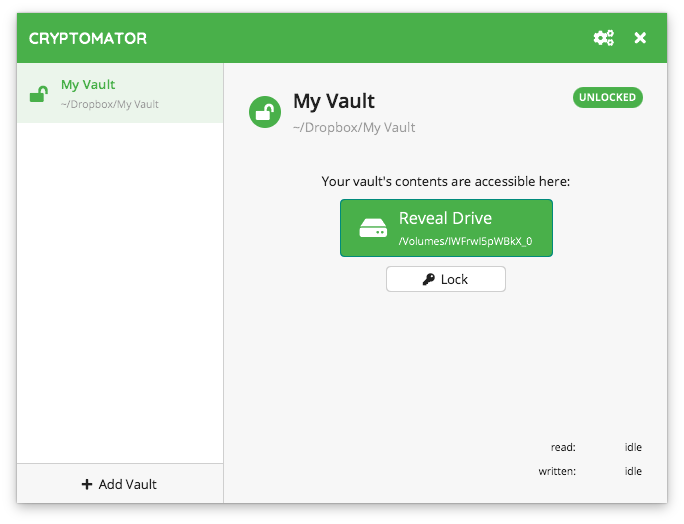 CRYPTOMATOR
My Vault
~/Dropbox/My Vault
My Vault
UNLOCKED
~/Dropbox/My Vault
Your vault's contents are accessible here:
Reveal Drive
/Volumes/IWFrwI5pWBkX_0
Lock
read: idle
written: idle
Add Vault